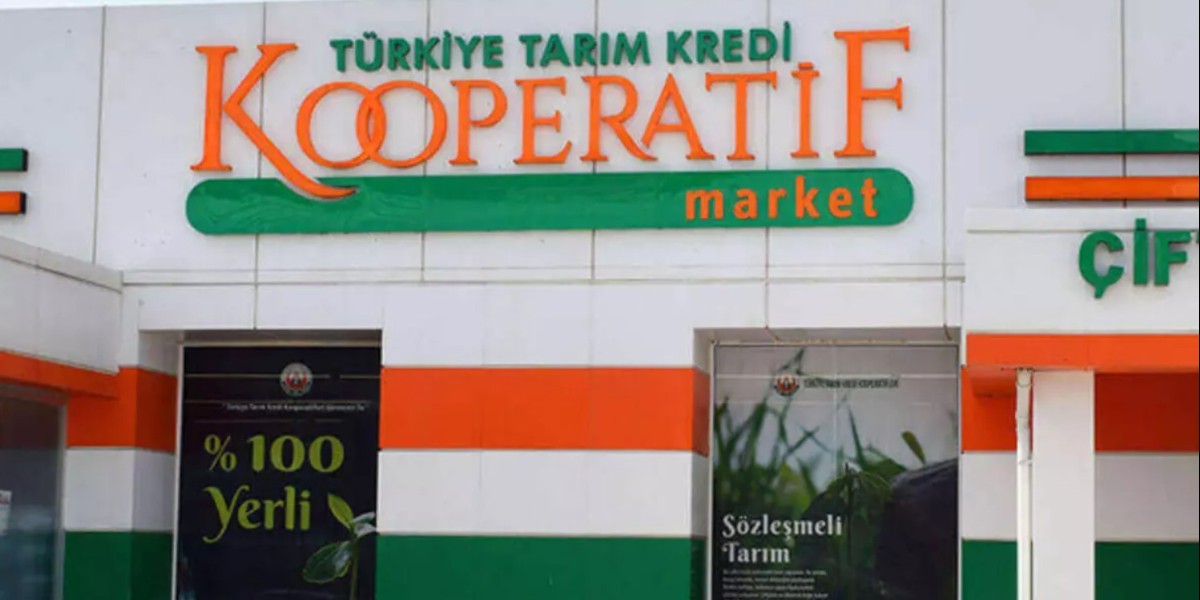 TÜRKİYE TARIM KREDİ
KOOPERATİF
market
ÇİF
% 100
Yerli
Sözleşmeli
Tarım